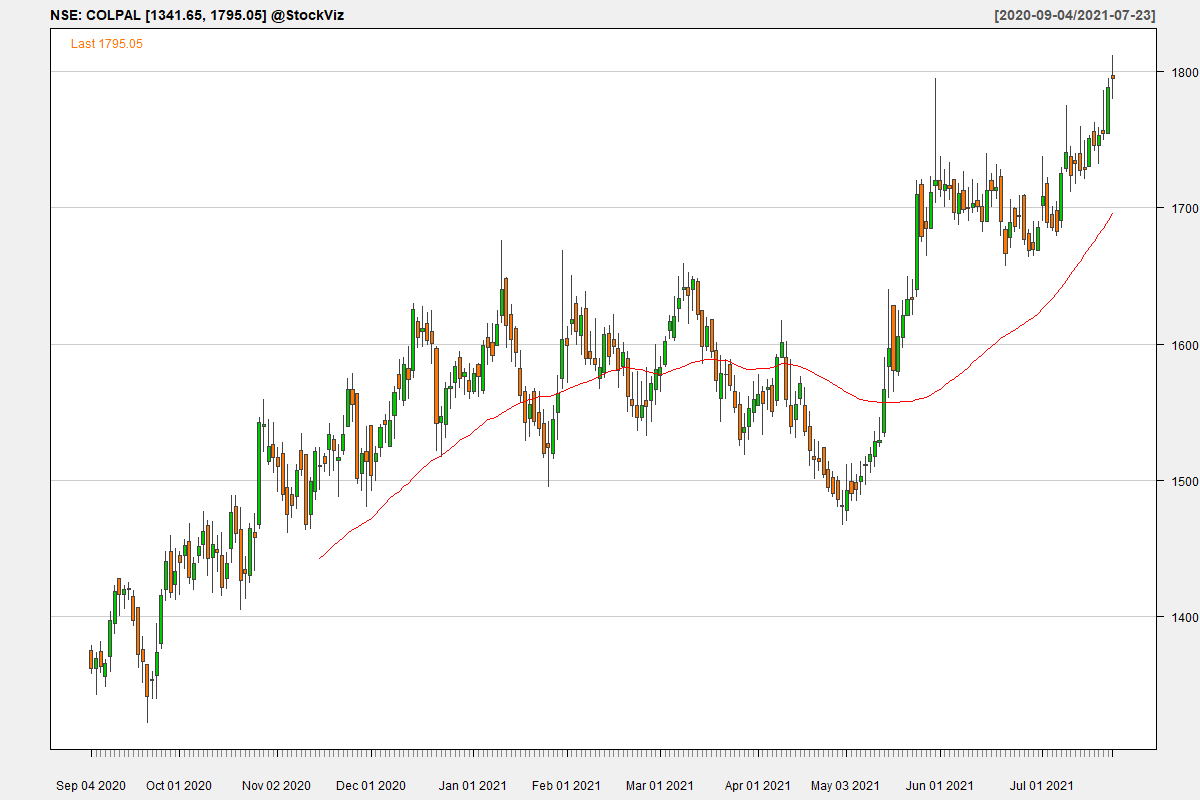 NSE: COLPAL [1341.65, 1795.05] @StockViz [2020-09-04/2021-07-23]
Last 1795.05
1800
1700
1600
1500
1400
Sep 04 2020 Oct 01 2020 Nov 02 2020 Dec 01 2020 Jan 01 2021 Feb 01 2021 Mar 01 2021 Apr 01 2021 May 03 2021 Jun 01 2021 Jul 01 2021